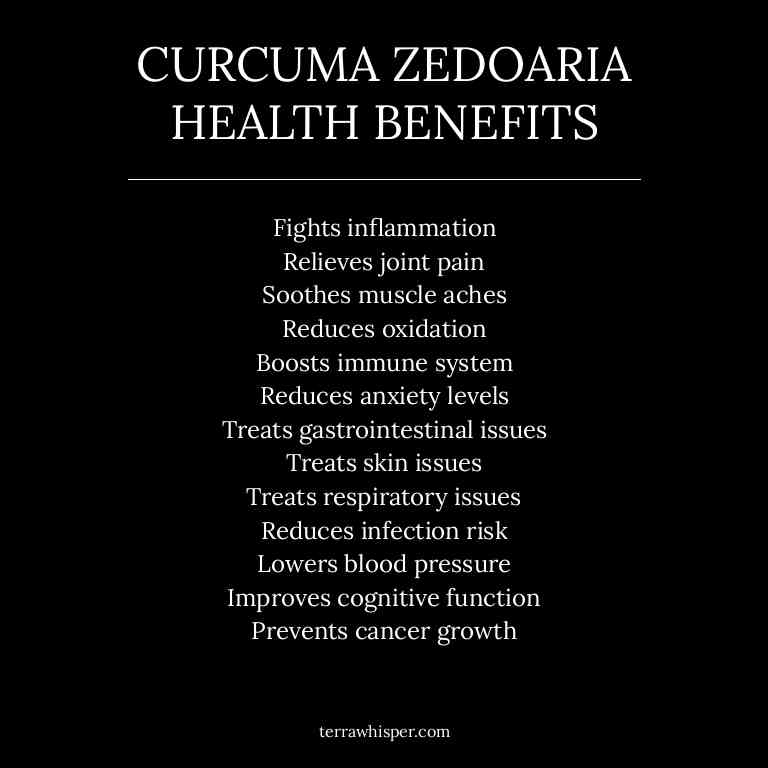 CURCUMA ZEDOARIA
HEALTH BENEFITS
Fights inflammation
Relieves joint pain
Soothes muscle aches
Reduces oxidation
Boosts immune system
Reduces anxiety levels
Treats gastrointestinal issues
Treats skin issues
Treats respiratory issues
Reduces infection risk
Lowers blood pressure
Improves cognitive function
Prevents cancer growth
terrawhisper.com